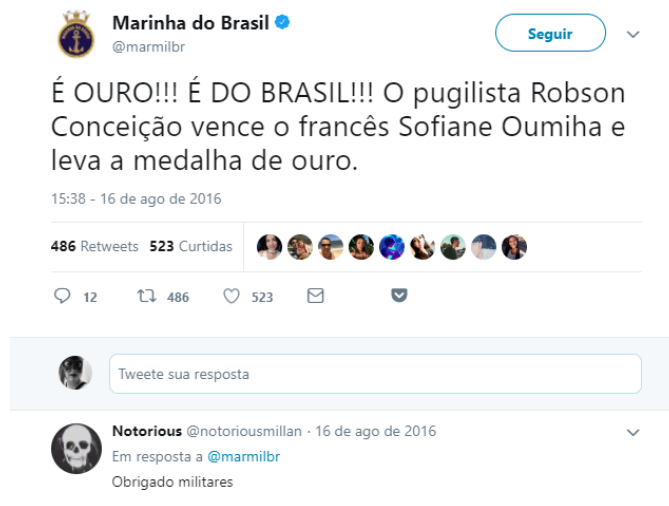 Marinha do Brasil
Seguir
@marmilbr
É OURO!!! É DO BRASIL!!! O pugilista Robson
Conceição vence o francês Sofiane Oumiha e
leva a medalha de ouro.
15:38 - 16 de ago de 2016
486 Retweets 523 Curtidas
12 486 523
Tweete sua resposta
Notorious @notoriousmillan · 16 de ago de 2016
Em resposta a @marmilbr
Obrigado militares